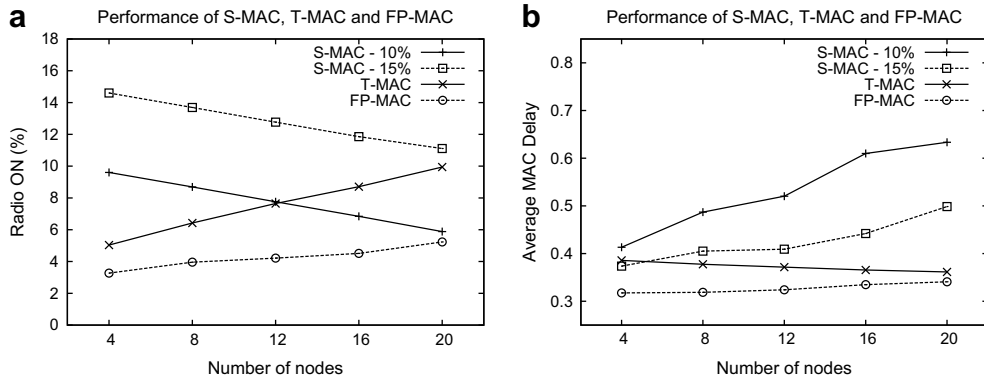 a
Performance of S-MAC, T-MAC and FP-MAC
18
16
14
12
10
8
6
4
2
0
Radio ON (%)
S-MAC - 10%
S-MAC - 15%
T-MAC
FP-MAC
4 8 12 16 20
Number of nodes
b
Performance of S-MAC, T-MAC and FP-MAC
0.8
0.7
0.6
0.5
0.4
0.3
Average MAC Delay
S-MAC - 10%
S-MAC - 15%
T-MAC
FP-MAC
4 8 12 16 20
Number of nodes